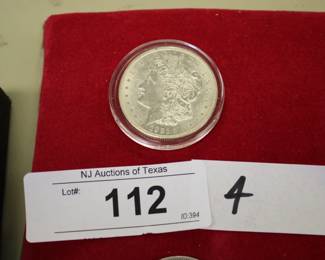 NJ Auctions of Texas
Lot#:
112
ID:394
4